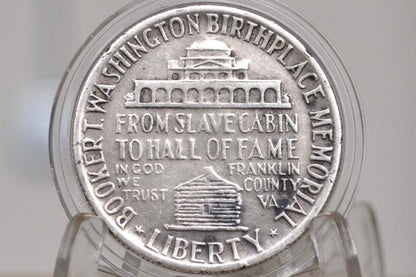 BOOKER T. WASHINGTON BIRTHPLACE MEMORIAL
FROM SLAVE CABIN
TO HALL OF FAME
IN GOD
WE
TRUST
FRANKLIN
COUNTY
VA.
★ LIBERTY ★